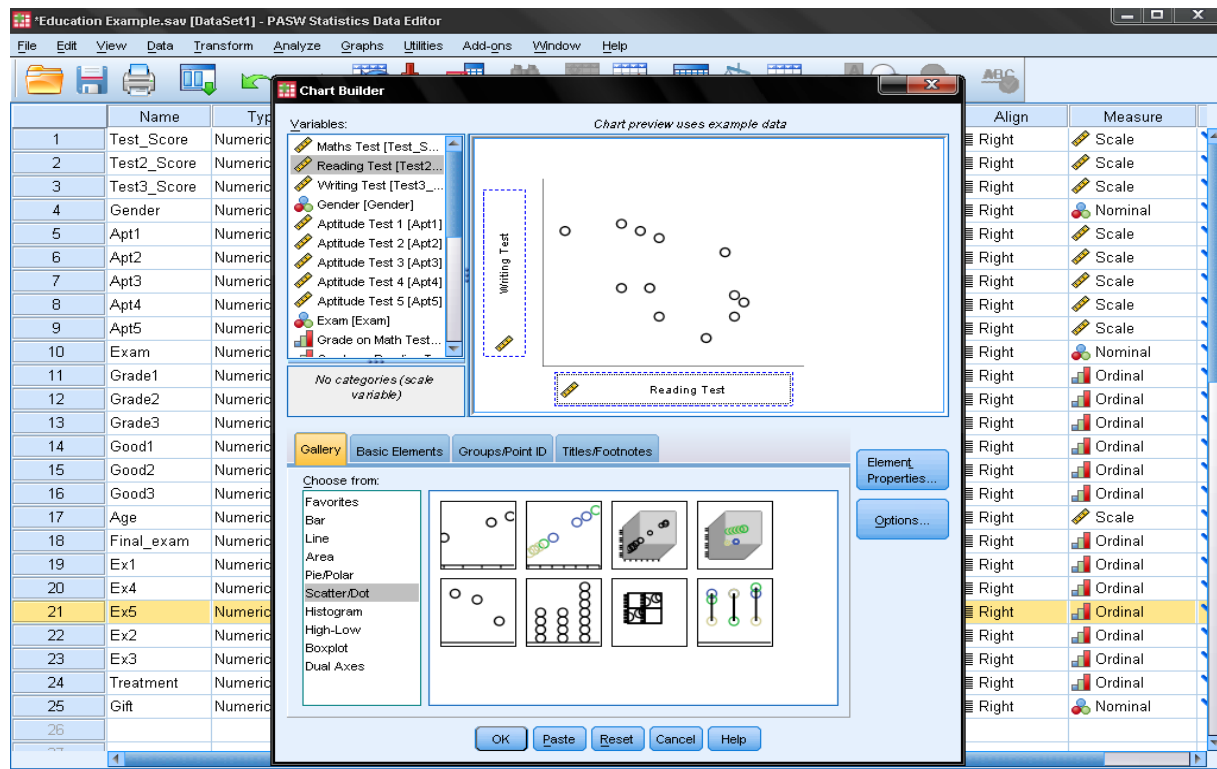 *Education Example.sav [DataSet1] - PASW Statistics Data Editor
File Edit View Data Transform Analyze Graphs Utilities Add-ons Window Help
ABC
Chart Builder
Variables:
Chart preview uses example data
Maths Test [Test_S...
Reading Test [Test2...
Writing Test [Test3_...
Gender [Gender]
Aptitude Test 1 [Apt1]
Aptitude Test 2 [Apt2]
Aptitude Test 3 [Apt3]
Aptitude Test 4 [Apt4]
Aptitude Test 5 [Apt5]
Exam [Exam]
Grade on Math Test...
No categories (scale
variable)
Writing Test
Reading Test
Gallery Basic Elements Groups/Point ID Titles/Footnotes
Choose from:
Favorites
Bar
Line
Area
Pie/Polar
Scatter/Dot
Histogram
High-Low
Boxplot
Dual Axes
Element
Properties...
Options...
OK Paste Reset Cancel Help
Name Typ Align Measure
1 Test_Score Numeric Right Scale
2 Test2_Score Numeric Right Scale
3 Test3_Score Numeric Right Scale
4 Gender Numeric Right Nominal
5 Apt1 Numeric Right Scale
6 Apt2 Numeric Right Scale
7 Apt3 Numeric Right Scale
8 Apt4 Numeric Right Scale
9 Apt5 Numeric Right Scale
10 Exam Numeric Right Nominal
11 Grade1 Numeric Right Ordinal
12 Grade2 Numeric Right Ordinal
13 Grade3 Numeric Right Ordinal
14 Good1 Numeric Right Ordinal
15 Good2 Numeric Right Ordinal
16 Good3 Numeric Right Ordinal
17 Age Numeric Right Scale
18 Final_exam Numeric Right Ordinal
19 Ex1 Numeric Right Ordinal
20 Ex4 Numeric Right Ordinal
21 Ex5 Numeric Right Ordinal
22 Ex2 Numeric Right Ordinal
23 Ex3 Numeric Right Ordinal
24 Treatment Numeric Right Ordinal
25 Gift Numeric Right Nominal
26